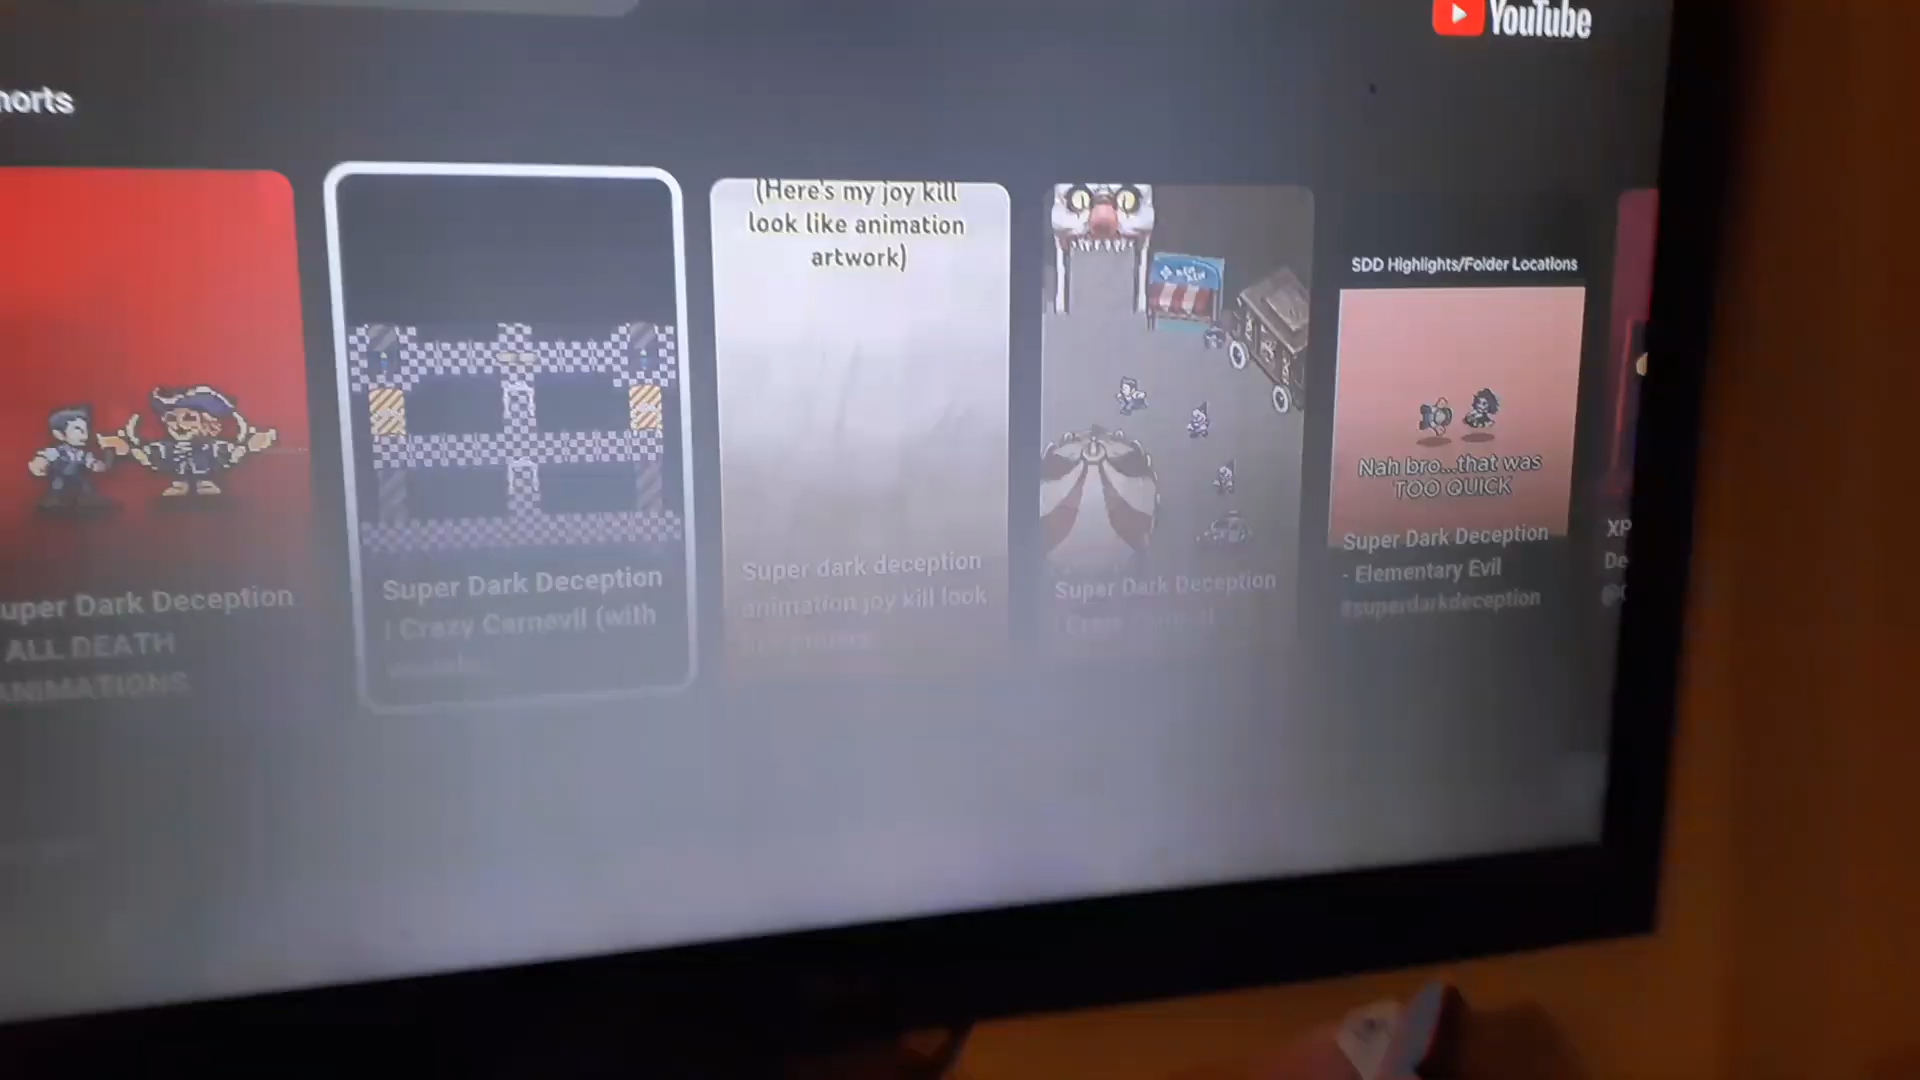 YouTube
horts
(Here's my joy kill
look like animation
artwork)
SDD Highlights/Folder Locations
Nah bro...that was
TOO QUICK
uper Dark Deception
ALL DEATH
ANIMATIONS
Super Dark Deception
| Crazy Carnevil (with
Super dark deception
animation joy kill look
Super Dark Deception
Super Dark Deception
- Elementary Evil
#superdarkdeception
XP
De